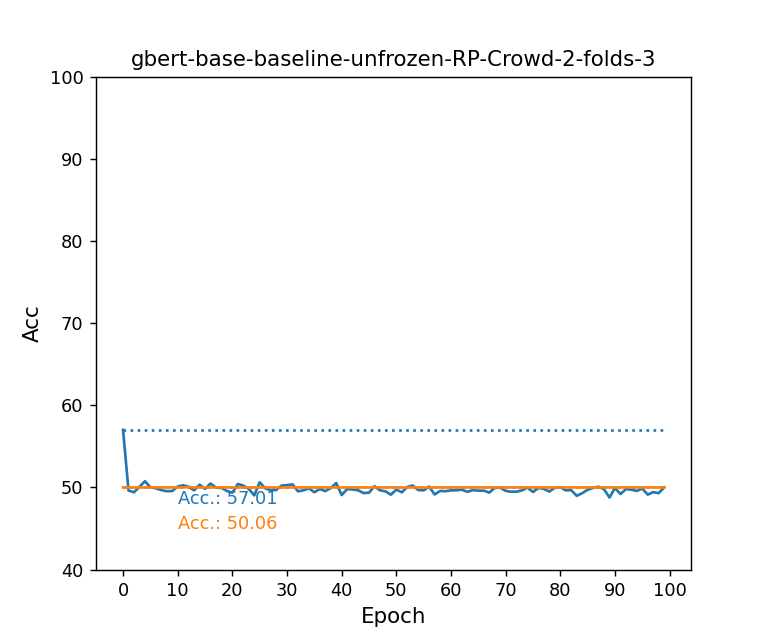 gbert-base-baseline-unfrozen-RP-Crowd-2-folds-3
100
90
80
70
60
50
40
Acc
Acc.: 57.01
Acc.: 50.06
0 10 20 30 40 50 60 70 80 90 100
Epoch